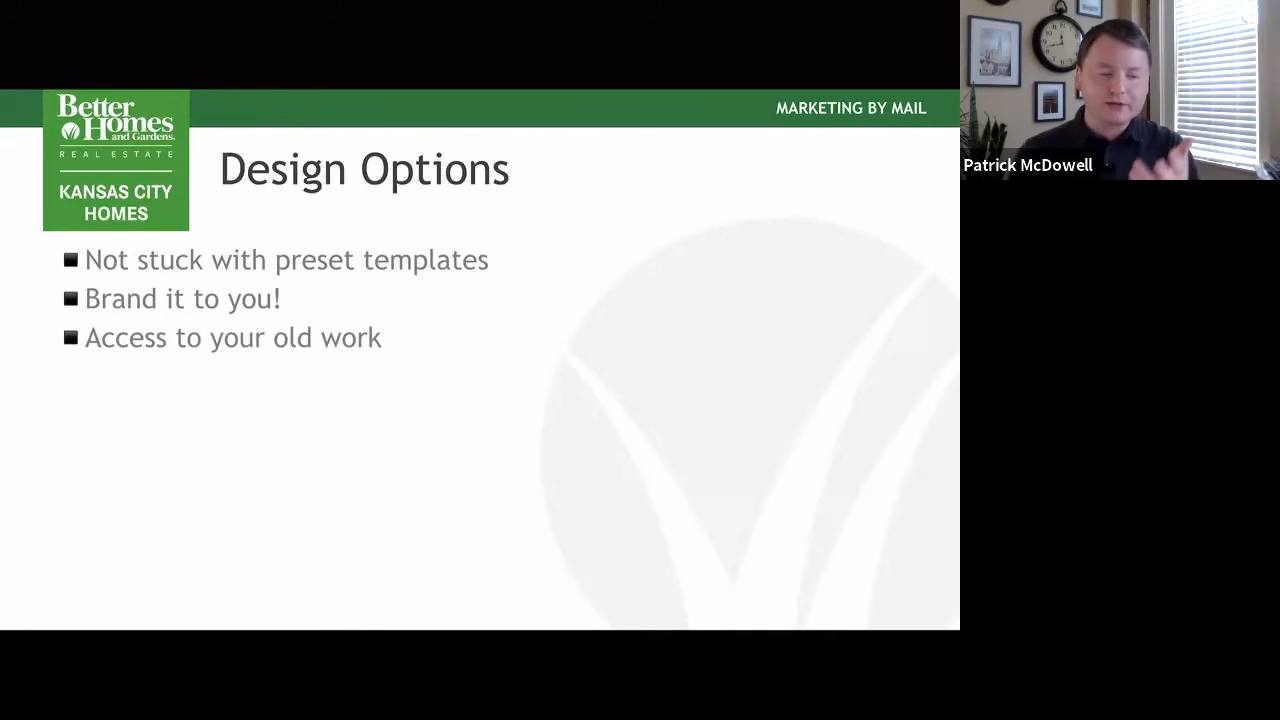 Better
Homes
and Gardens.
REAL ESTATE
KANSAS CITY
HOMES
MARKETING BY MAIL
Design Options
Not stuck with preset templates
Brand it to you!
Access to your old work
Patrick McDowell